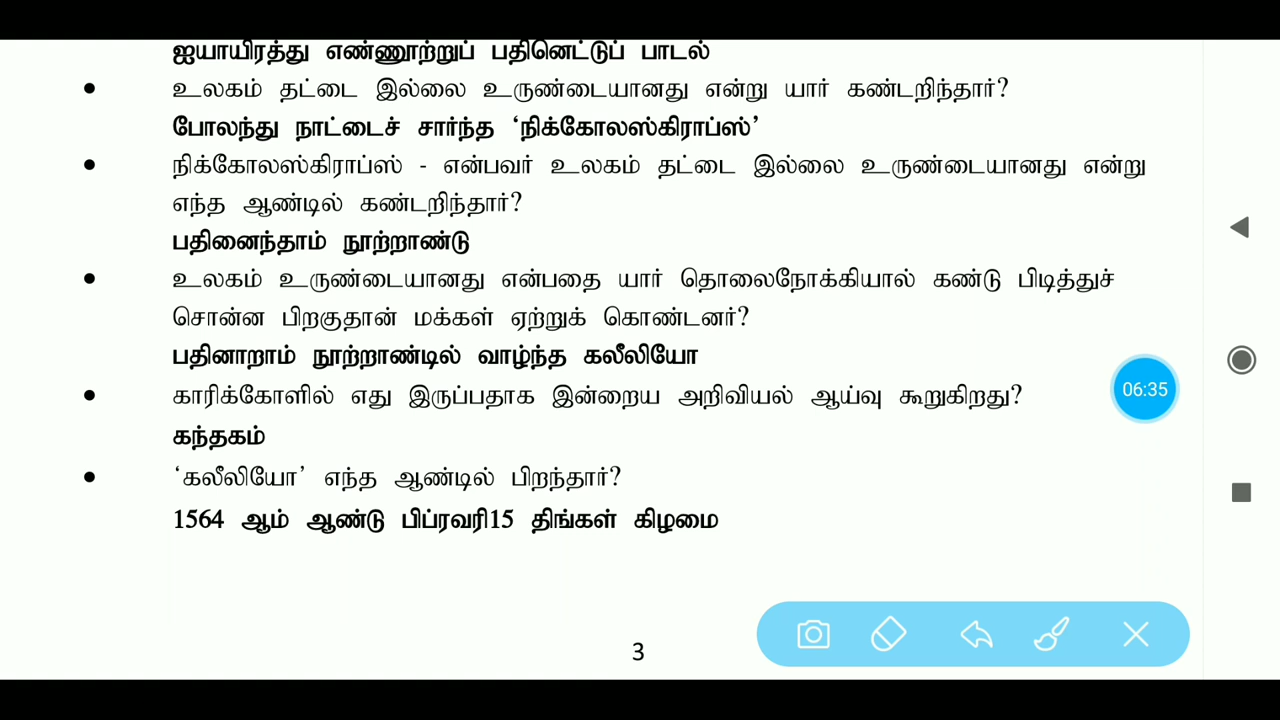 ஐயாயிரத்து எண்ணூற்றுப் பதினெட்டுப் பாடல்
• உலகம் தட்டை இல்லை உருண்டையானது என்று யார் கண்டறிந்தார்?
போலந்து நாட்டைச் சார்ந்த ‘நிக்கோலஸ்கிராப்ஸ்’
• நிக்கோலஸ்கிராப்ஸ் - என்பவர் உலகம் தட்டை இல்லை உருண்டையானது என்று
எந்த ஆண்டில் கண்டறிந்தார்?
பதினைந்தாம் நூற்றாண்டு
• உலகம் உருண்டையானது என்பதை யார் தொலைநோக்கியால் கண்டு பிடித்துச்
சொன்ன பிறகுதான் மக்கள் ஏற்றுக் கொண்டனர்?
பதினாறாம் நூற்றாண்டில் வாழ்ந்த கலீலியோ
• காரிக்கோளில் எது இருப்பதாக இன்றைய அறிவியல் ஆய்வு கூறுகிறது?
06:35
கந்தகம்
• ‘கலீலியோ’ எந்த ஆண்டில் பிறந்தார்?
1564 ஆம் ஆண்டு பிப்ரவரி15 திங்கள் கிழமை
3